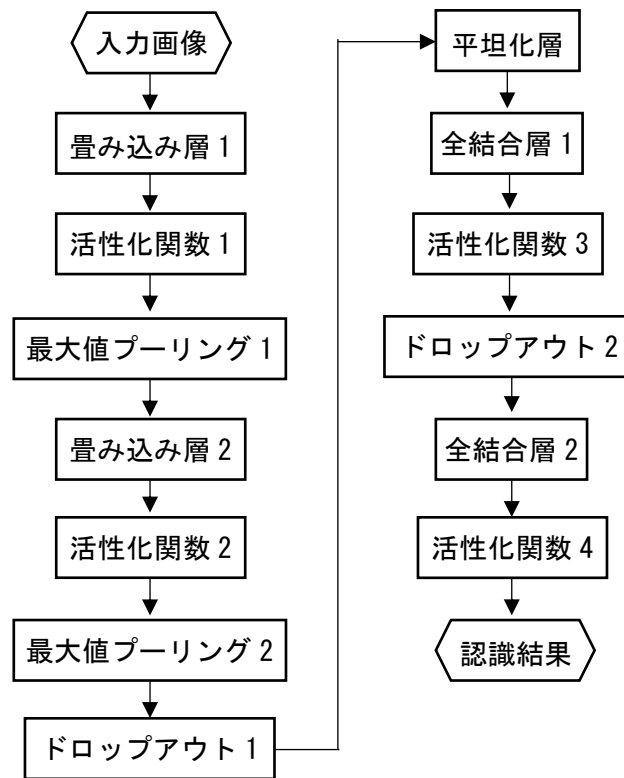 入力画像
畳み込み層 1
活性化関数 1
最大値プーリング 1
畳み込み層 2
活性化関数 2
最大値プーリング 2
ドロップアウト 1
平坦化層
全結合層 1
活性化関数 3
ドロップアウト 2
全結合層 2
活性化関数 4
認識結果